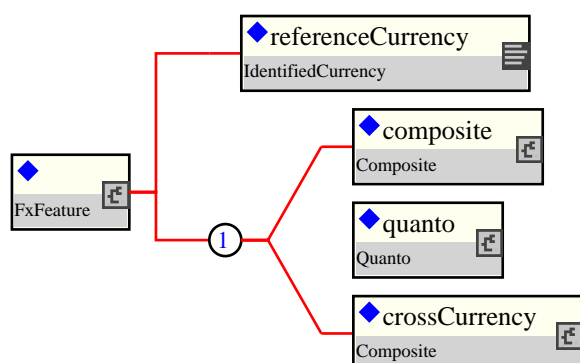 referenceCurrency
IdentifiedCurrency
composite
Composite
FxFeature
1
quanto
Quanto
crossCurrency
Composite